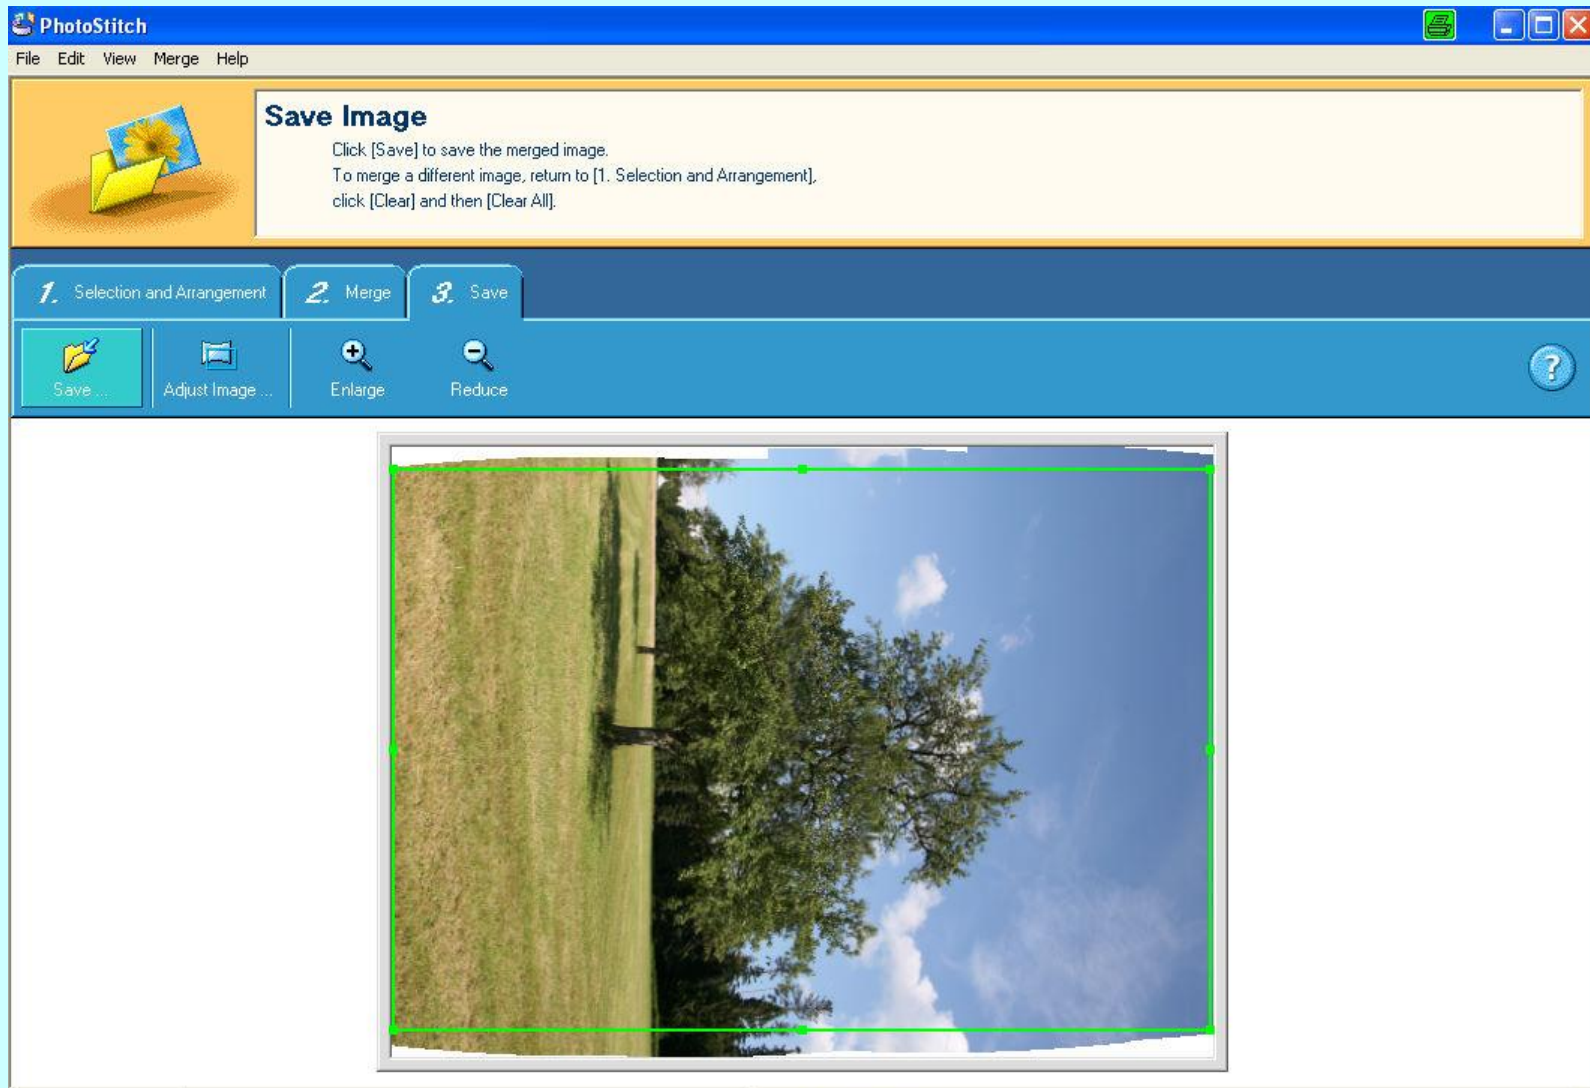 PhotoStitch
File Edit View Merge Help
Save Image
Click [Save] to save the merged image.
To merge a different image, return to [1. Selection and Arrangement],
click [Clear] and then [Clear All].
1. Selection and Arrangement 2. Merge 3. Save
Save ... Adjust Image ... Enlarge Reduce ?